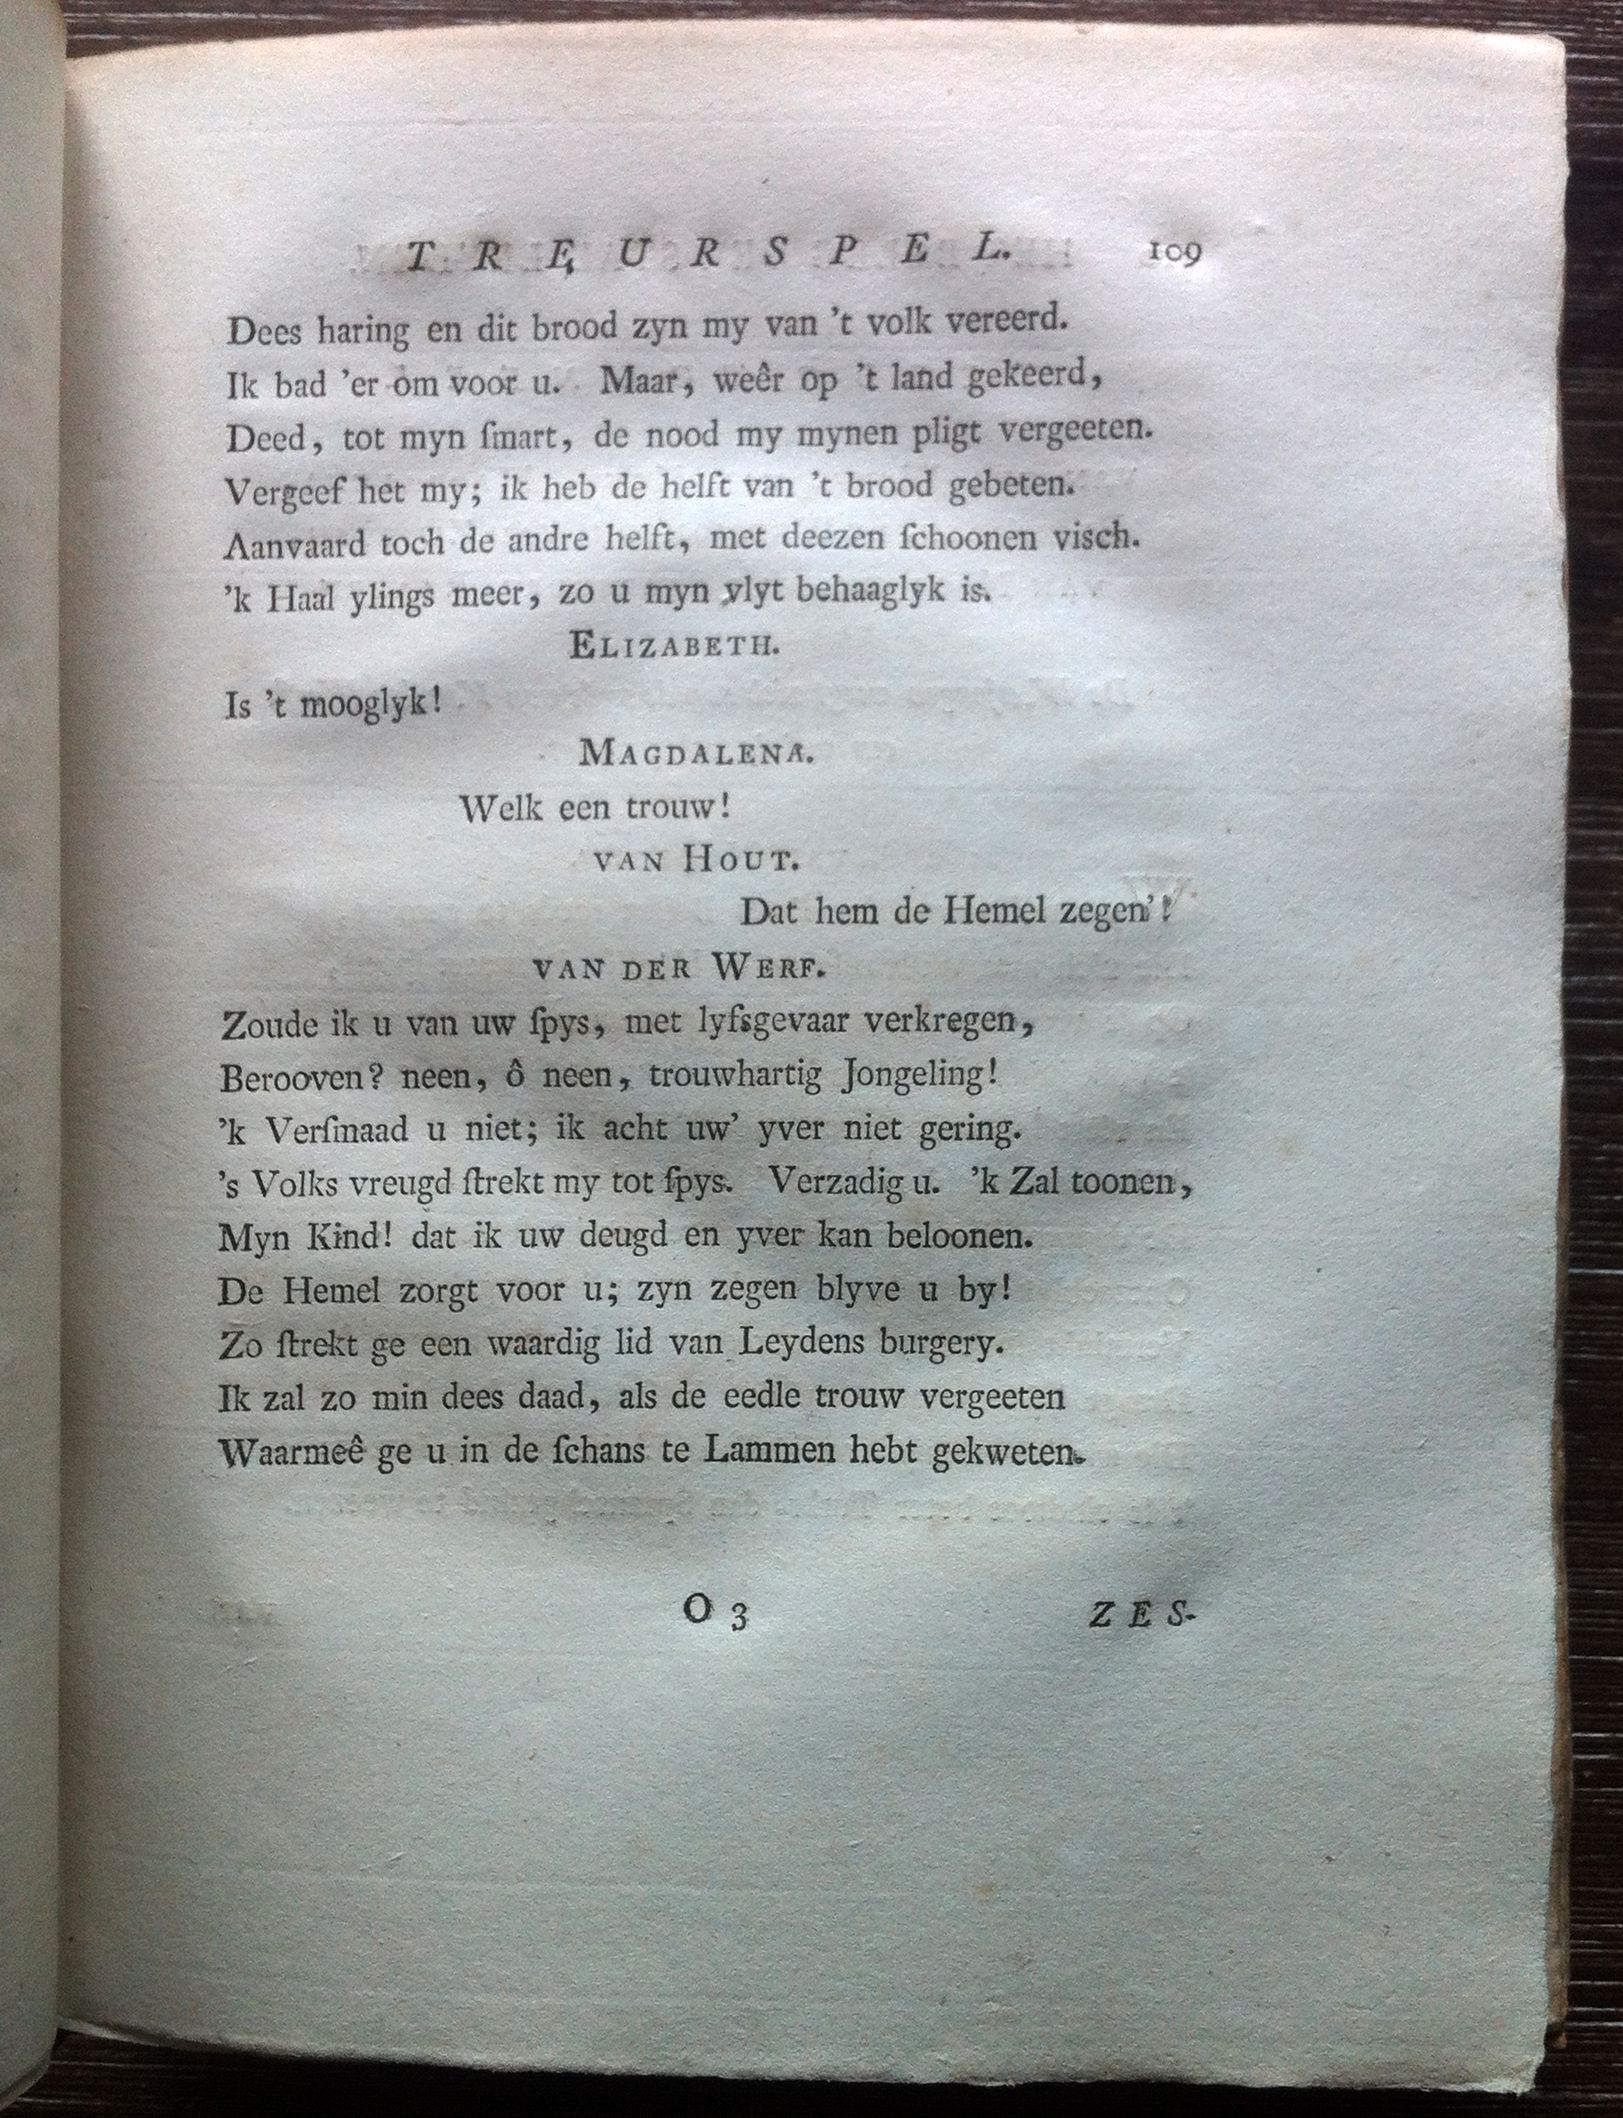 TREURSPEL. 109
Dees haring en dit brood zyn my van 't volk vereerd.
Ik bad 'er om voor u. Maar, weêr op 't land gekeerd,
Deed, tot myn ſmart, de nood my mynen pligt vergeeten.
Vergeef het my; ik heb de helft van 't brood gebeten.
Aanvaard toch de andre helft, met deezen ſchoonen visch.
'k Haal ylings meer, zo u myn vlyt behaaglyk is.
ELIZABETH.
Is 't mooglyk!
MAGDALENA.
Welk een trouw!
VAN HOUT.
Dat hem de Hemel zegen'!
VAN DER WERF.
Zoude ik u van uw ſpys, met lyfsgevaar verkregen,
Berooven? neen, ô neen, trouwhartig Jongeling!
'k Verſmaad u niet; ik acht uw' yver niet gering.
's Volks vreugd ſtrekt my tot ſpys. Verzadig u. 'k Zal toonen,
Myn Kind! dat ik uw deugd en yver kan beloonen.
De Hemel zorgt voor u; zyn zegen blyve u by!
Zo ſtrekt ge een waardig lid van Leydens burgery.
Ik zal zo min dees daad, als de eedle trouw vergeeten
Waarmeê ge u in de ſchans te Lammen hebt gekweten.
O 3 ZES-